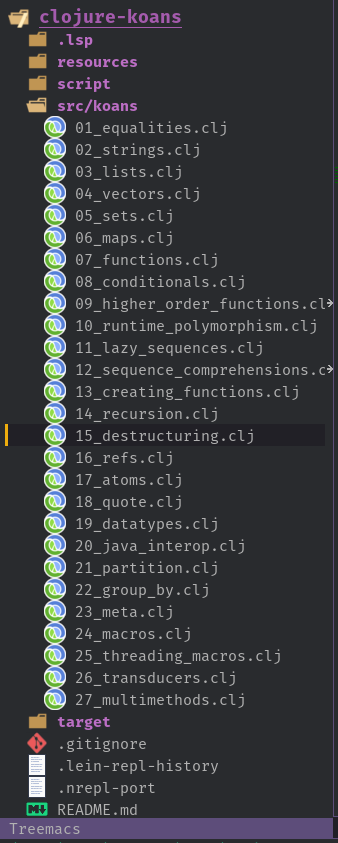 clojure-koans
.lsp
resources
script
src/koans
01_equalities.clj
02_strings.clj
03_lists.clj
04_vectors.clj
05_sets.clj
06_maps.clj
07_functions.clj
08_conditionals.clj
09_higher_order_functions.cl
10_runtime_polymorphism.clj
11_lazy_sequences.clj
12_sequence_comprehensions.c
13_creating_functions.clj
14_recursion.clj
15_destructuring.clj
16_refs.clj
17_atoms.clj
18_quote.clj
19_datatypes.clj
20_java_interop.clj
21_partition.clj
22_group_by.clj
23_meta.clj
24_macros.clj
25_threading_macros.clj
26_transducers.clj
27_multimethods.clj
target
.gitignore
.lein-repl-history
.nrepl-port
README.md
Treemacs